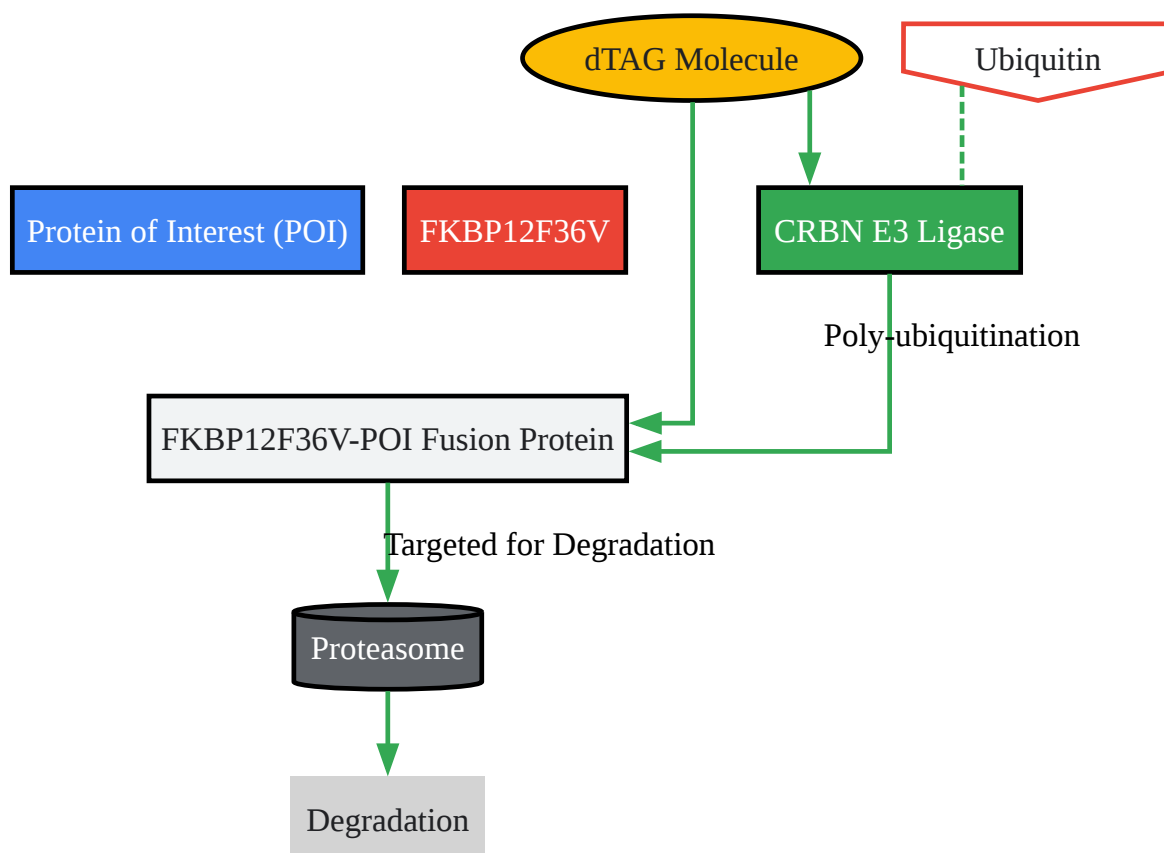 dTAG Molecule
Ubiquitin
Protein of Interest (POI)
FKBP12F36V
CRBN E3 Ligase
Poly-ubiquitination
FKBP12F36V-POI Fusion Protein
Targeted for Degradation
Proteasome
Degradation